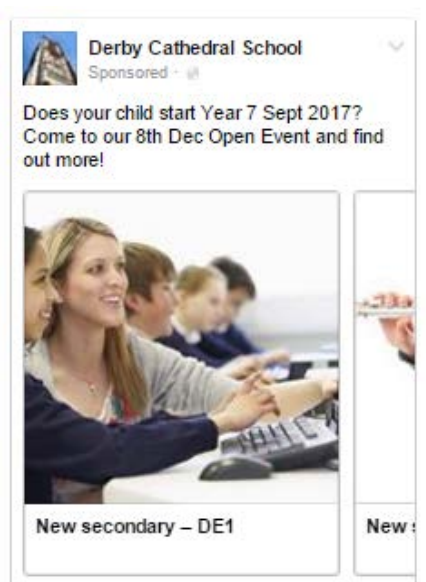 Derby Cathedral School
Sponsored ·
Does your child start Year 7 Sept 2017?
Come to our 8th Dec Open Event and find
out more!
New secondary – DE1
New